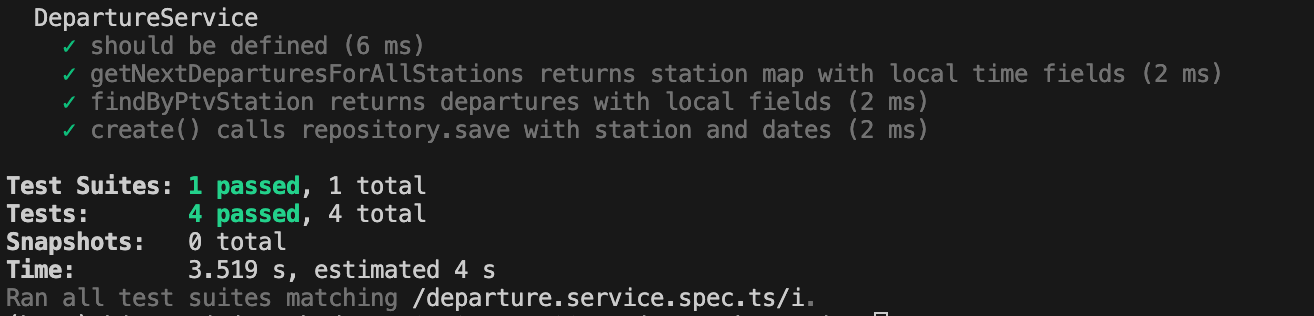 DepartureService
✓ should be defined (6 ms)
✓ getNextDeparturesForAllStations returns station map with local time fields (2 ms)
✓ findByPtvStation returns departures with local fields (2 ms)
✓ create() calls repository.save with station and dates (2 ms)
Test Suites: 1 passed, 1 total
Tests: 4 passed, 4 total
Snapshots: 0 total
Time: 3.519 s, estimated 4 s
Ran all test suites matching /departure.service.spec.ts/i.